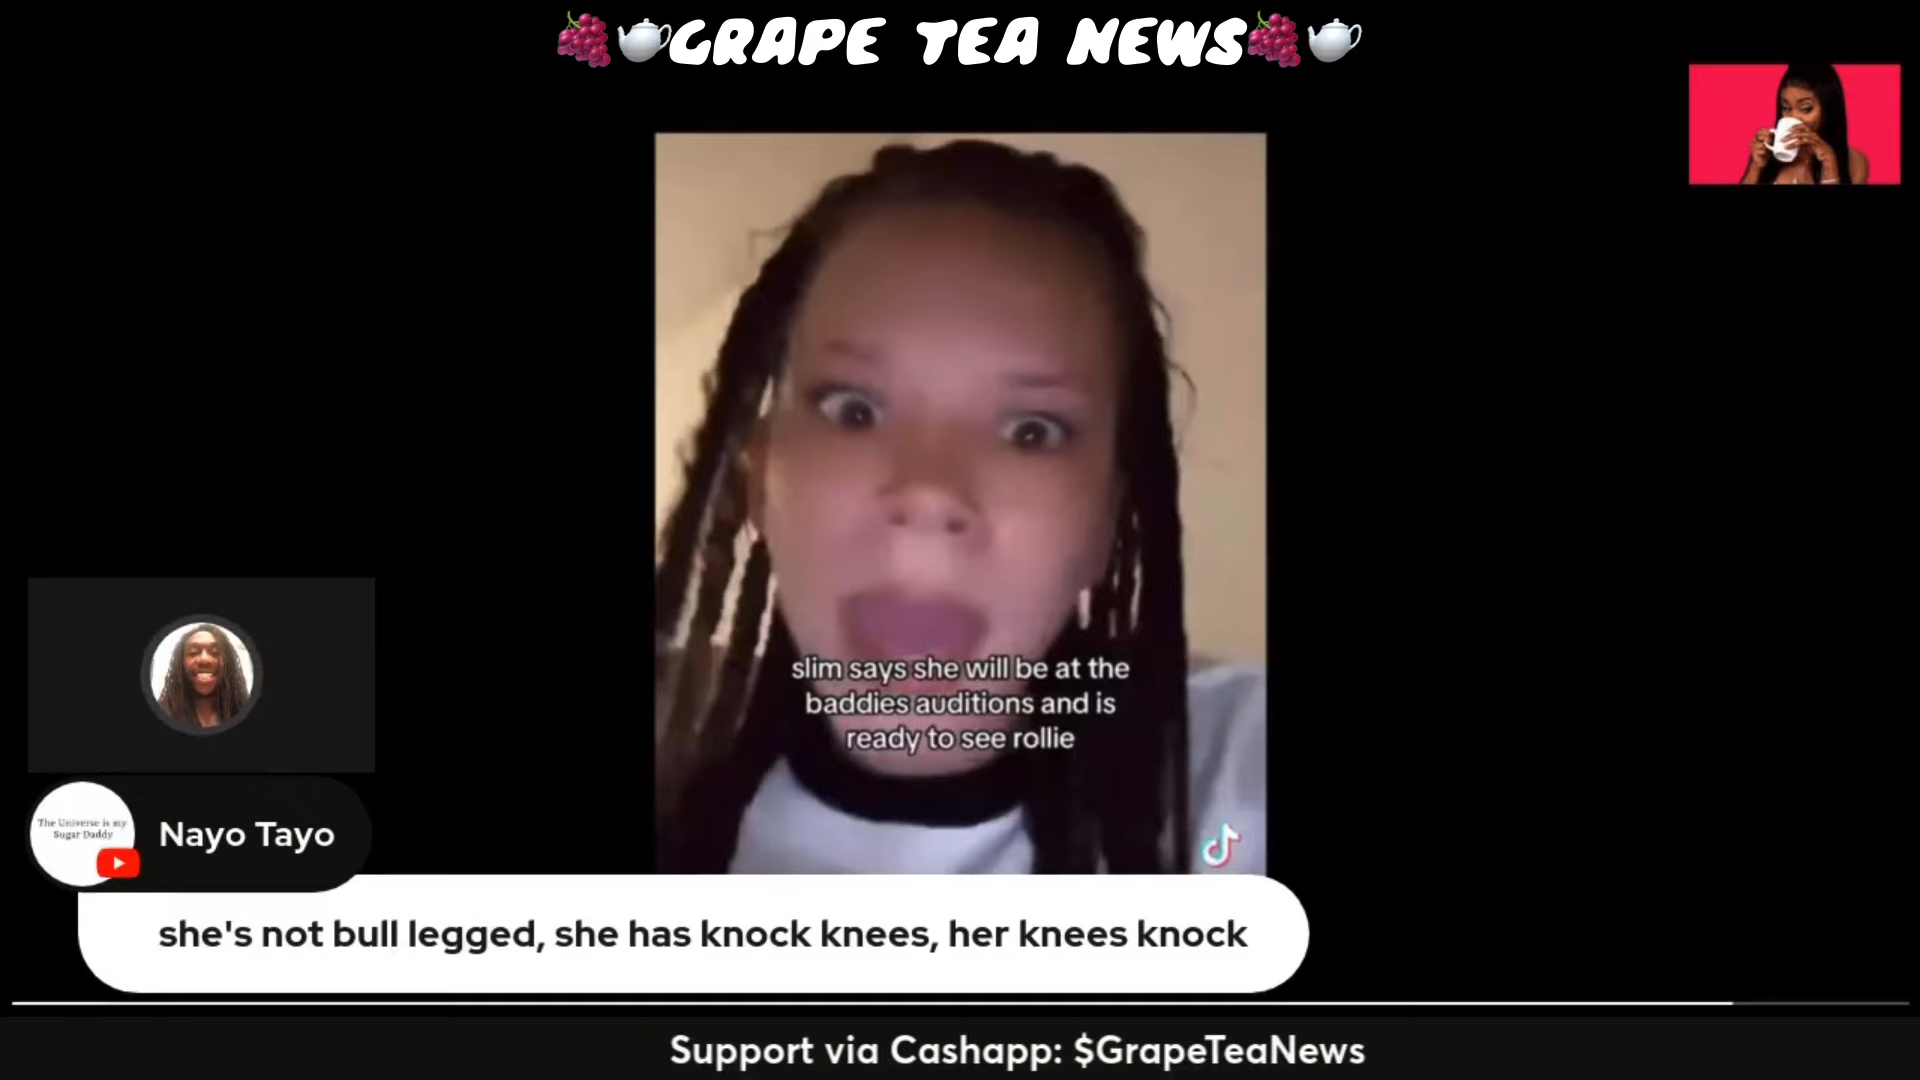 GRAPE TEA NEWS
slim says she will be at the
baddies auditions and is
ready to see rollie
The Universe is my
Sugar Daddy
Nayo Tayo
she's not bull legged, she has knock knees, her knees knock
Support via Cashapp: $GrapeTeaNews